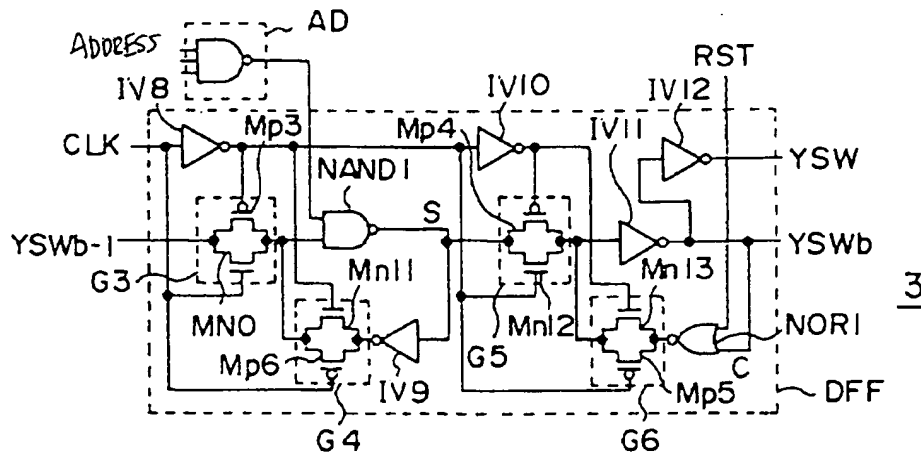 AD
ADDRESS
RST
IV8
IV10
IV12
Mp3
Mp4
IV11
CLK
NAND1
YSW
S
YSWb-1
YSWb
G3
Mn11
Mn13
3
MN0
Mn12
NOR1
G5
Mp6
IV9
C
Mp5
DFF
G4
G6